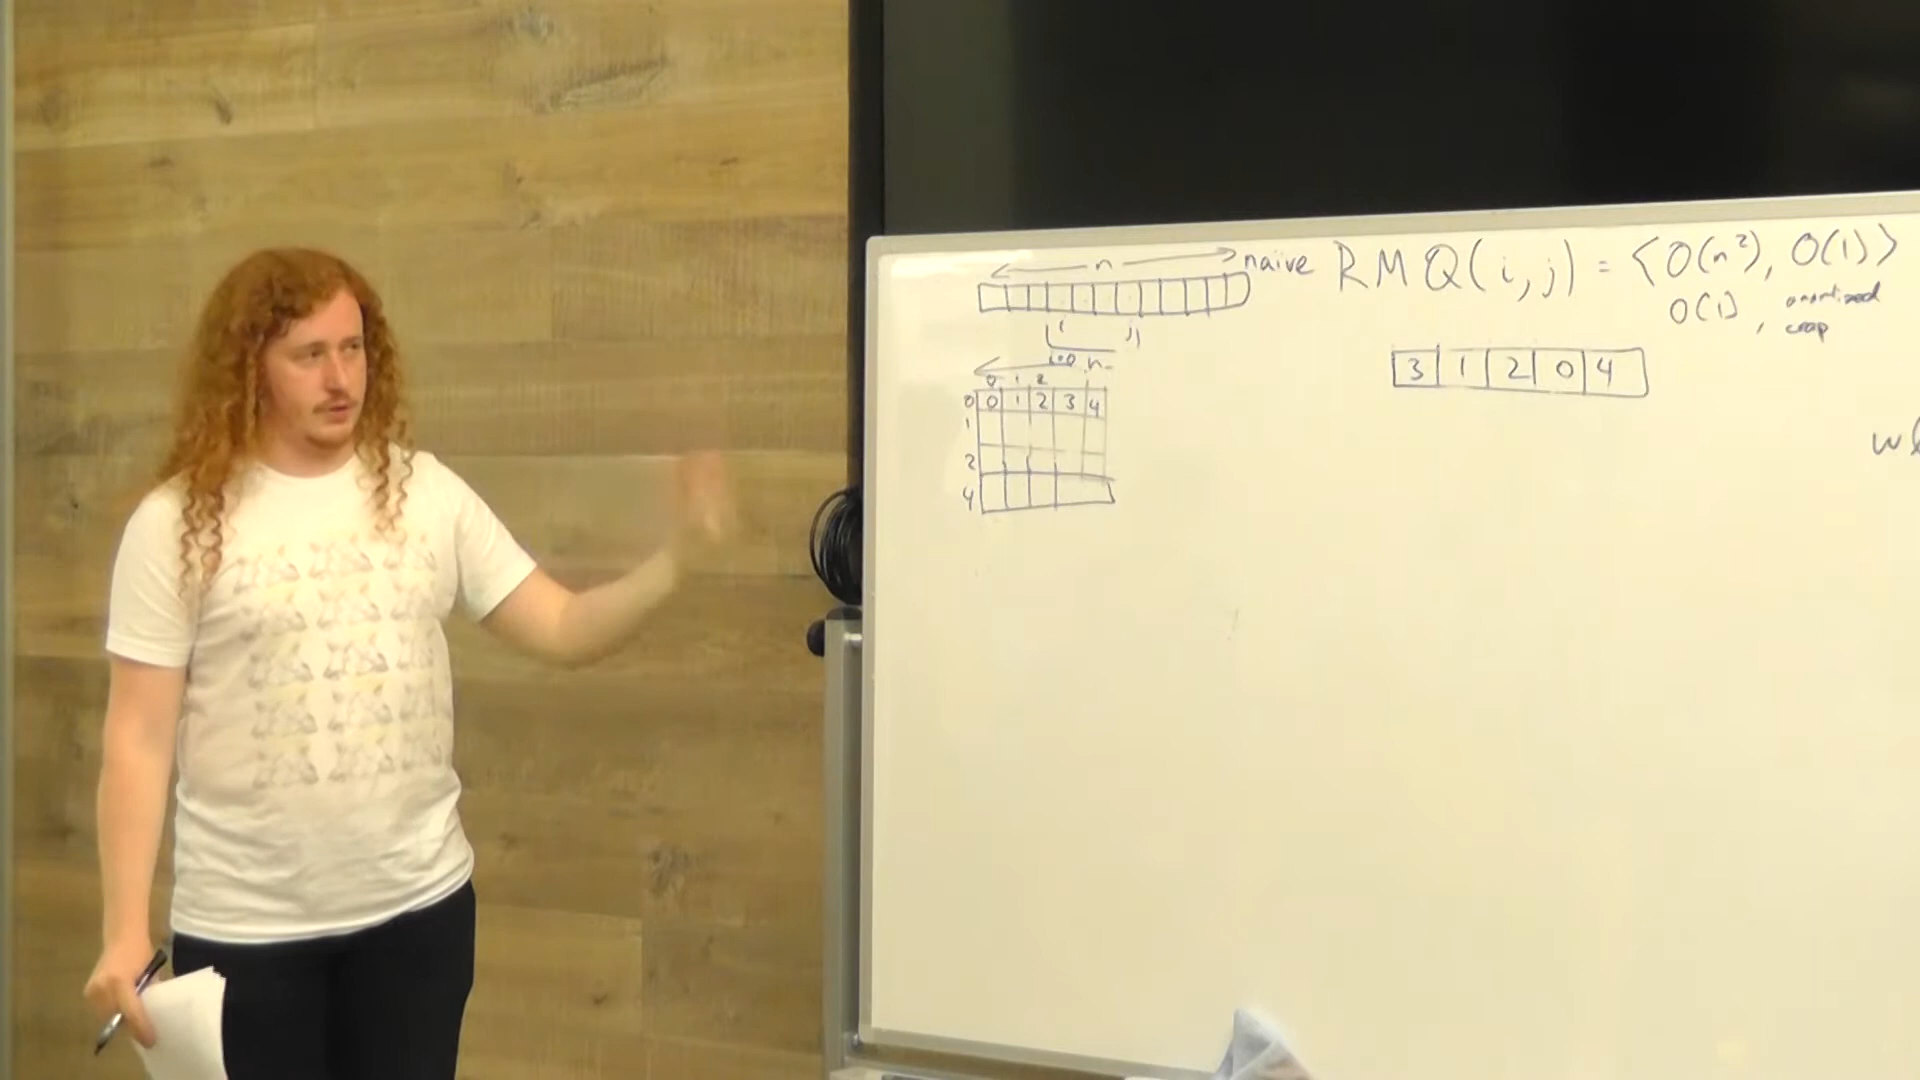 n
naive RMQ(i,j) = <O(n²), O(1)>
O(1), amortized
crap
i j
3 1 2 0 4
n
0 1 2
0 0 1 2 3 4
1
2
4